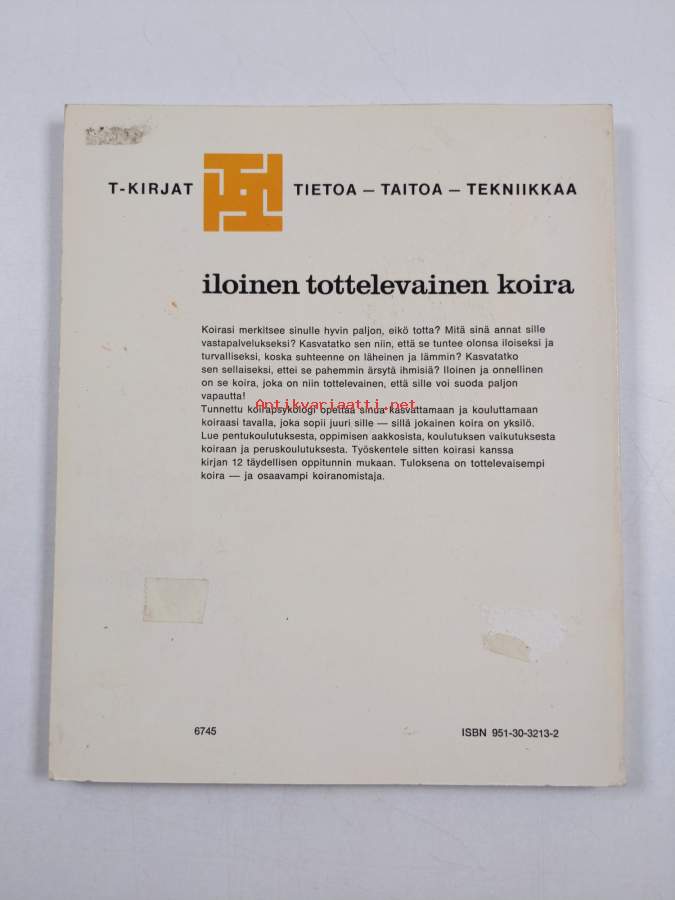 T-KIRJAT TIETOA — TAITOA — TEKNIIKKAA
iloinen tottelevainen koira
Koirasi merkitsee sinulle hyvin paljon, eikö totta? Mitä sinä annat sille
vastapalvelukseksi? Kasvatatko sen niin, että se tuntee olonsa iloiseksi ja
turvalliseksi, koska suhteenne on läheinen ja lämmin? Kasvatatko
sen sellaiseksi, ettei se pahemmin ärsytä ihmisiä? Iloinen ja onnellinen
on se koira, joka on niin tottelevainen, että sille voi suoda paljon
vapautta!
Antikvariaatti.net
Tunnettu koirapsykologi opettaa sinua kasvattamaan ja kouluttamaan
koiraasi tavalla, joka sopii juuri sille — sillä jokainen koira on yksilö.
Lue pentukoulutuksesta, oppimisen aakkosista, koulutuksen vaikutuksesta
koiraan ja peruskoulutuksesta. Työskentele sitten koirasi kanssa
kirjan 12 täydellisen oppitunnin mukaan. Tuloksena on tottelevaisempi
koira — ja osaavampi koiranomistaja.
6745
ISBN 951-30-3213-2